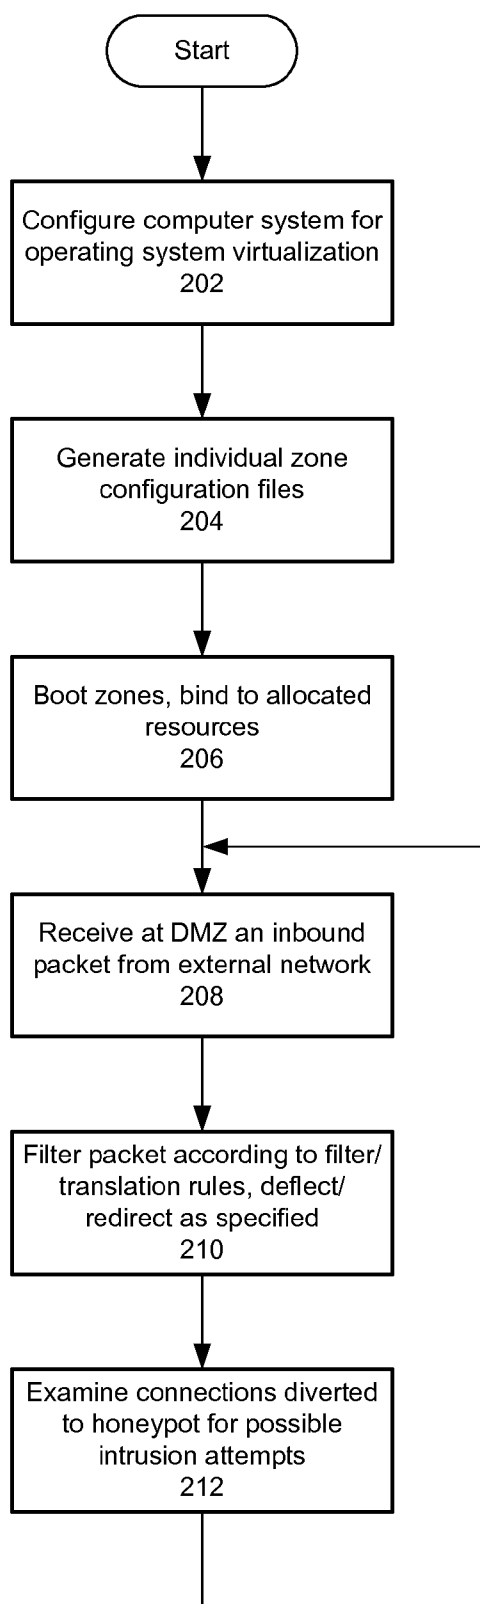 Start
Configure computer system for
operating system virtualization
202
Generate individual zone
configuration files
204
Boot zones, bind to allocated
resources
206
Receive at DMZ an inbound
packet from external network
208
Filter packet according to filter/
translation rules, deflect/
redirect as specified
210
Examine connections diverted
to honeypot for possible
intrusion attempts
212